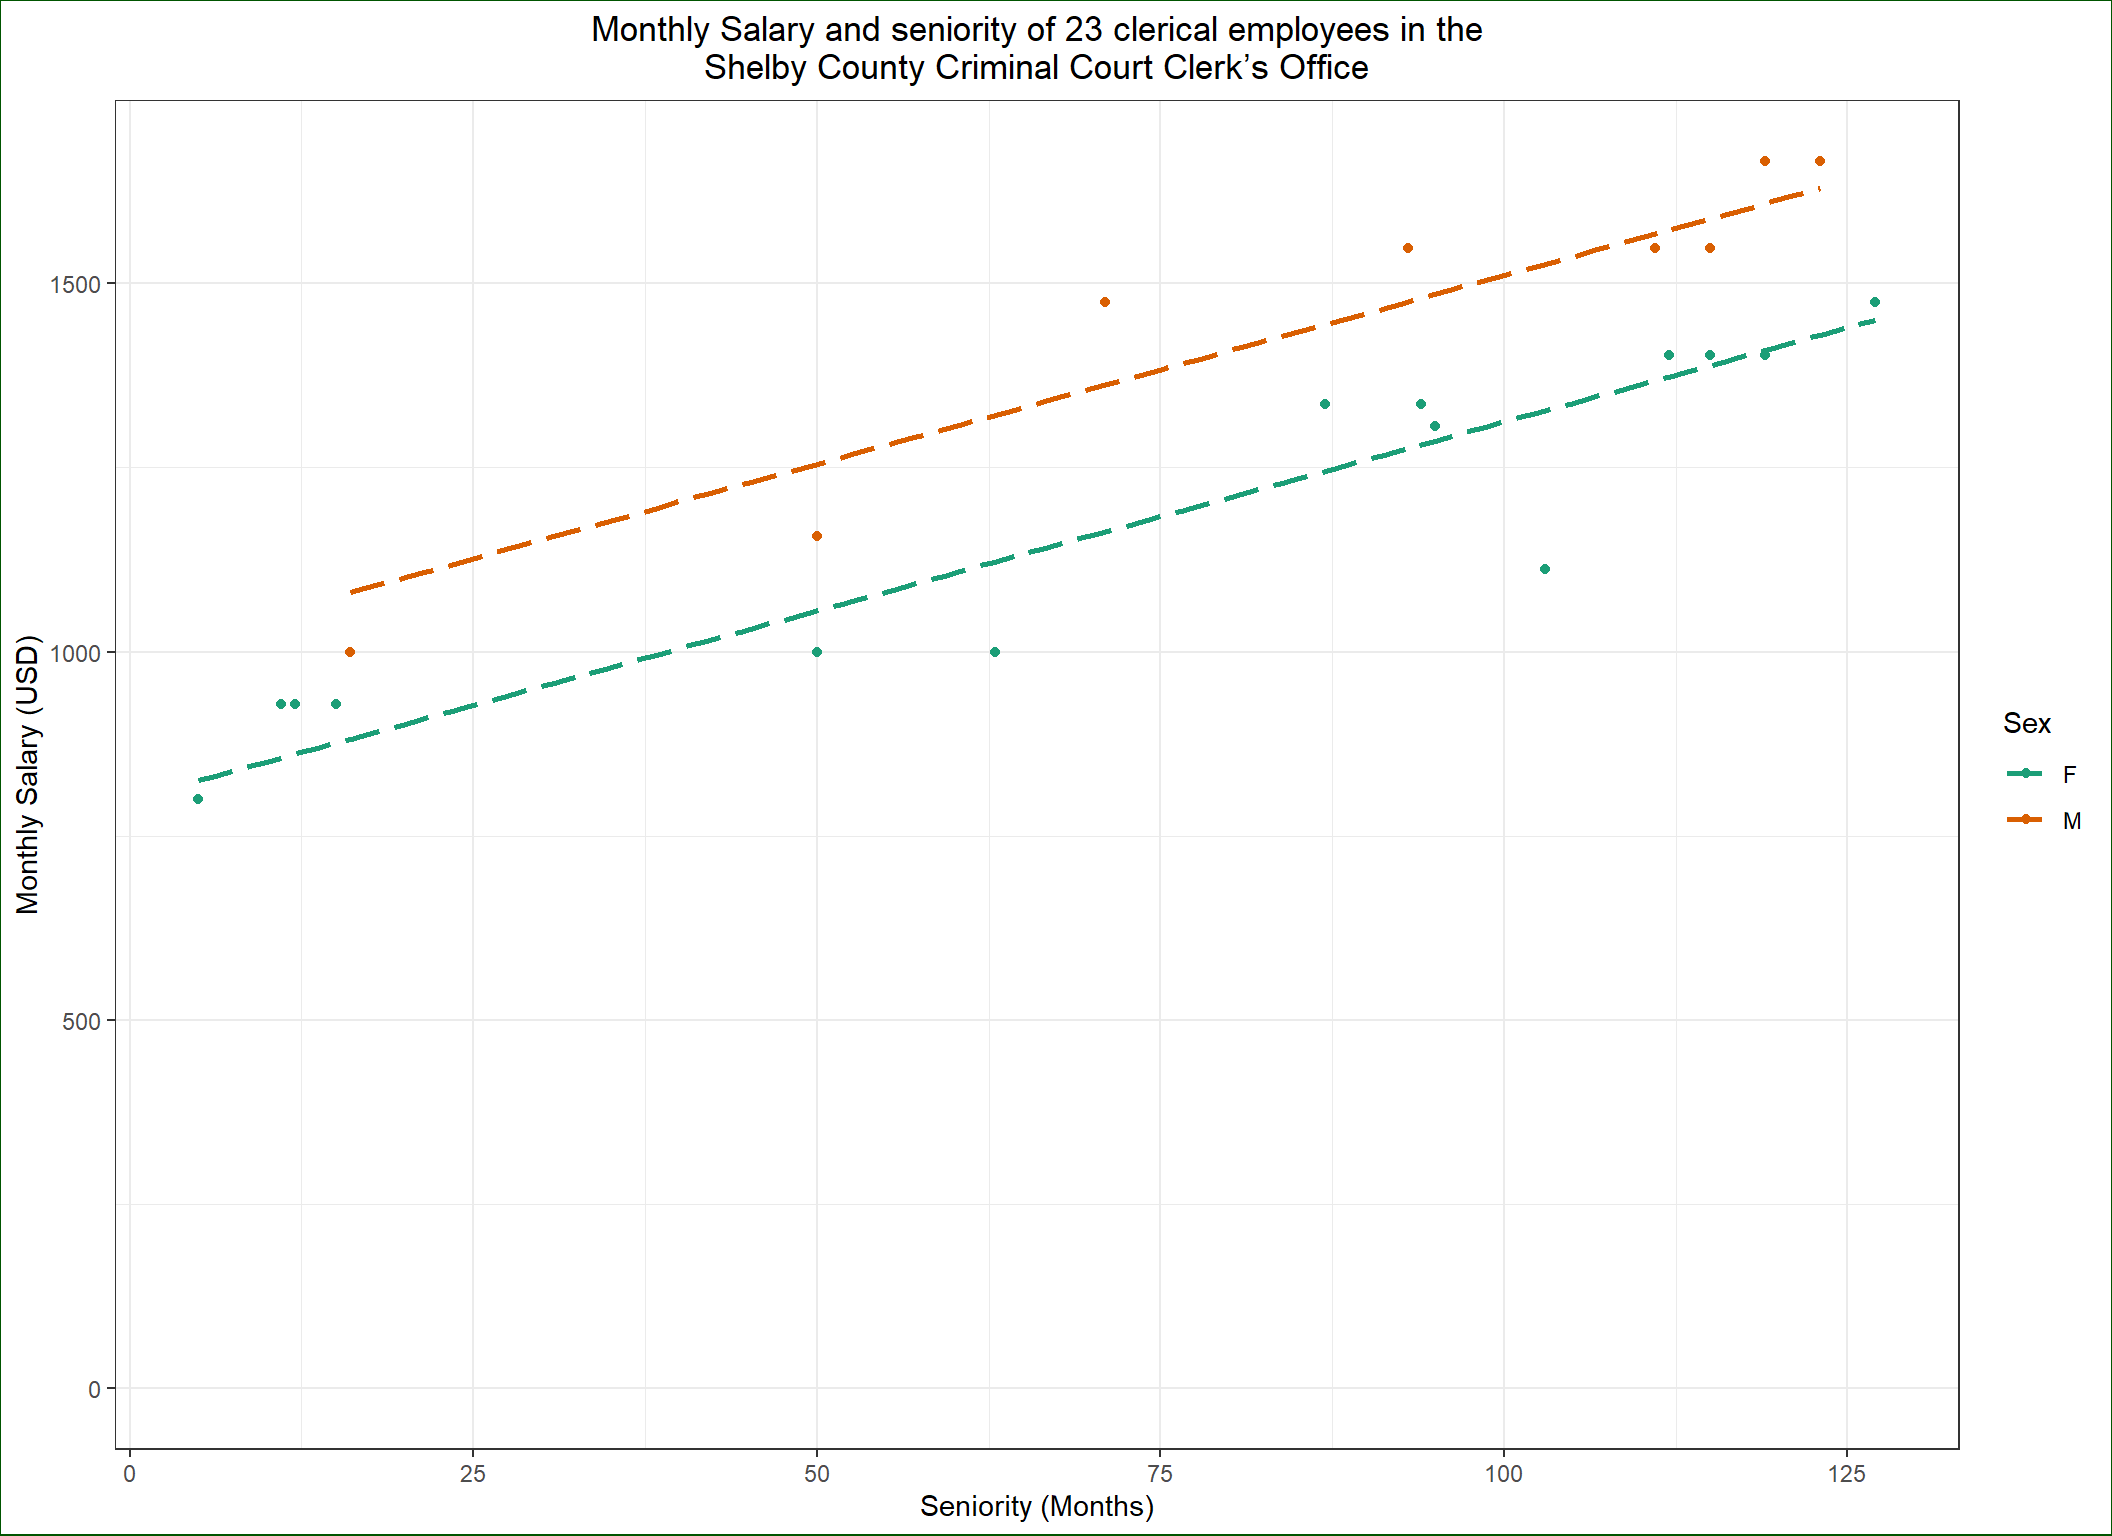 Monthly Salary and seniority of 23 clerical employees in the
Shelby County Criminal Court Clerk’s Office
Monthly Salary (USD)
1500
1000
500
0
0 25 50 75 100 125
Seniority (Months)
Sex
F
M